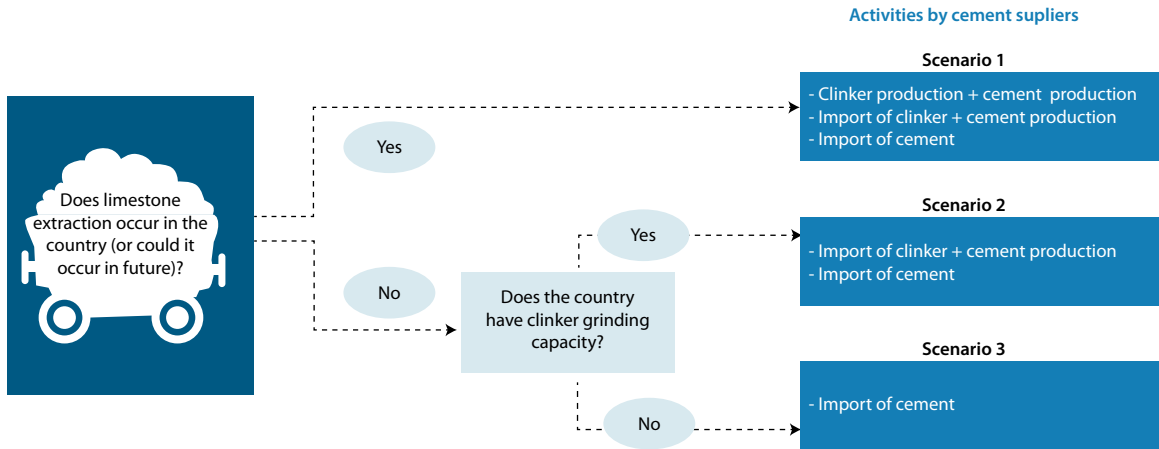 Activities by cement supliers
Scenario 1
- Clinker production + cement production
- Import of clinker + cement production
- Import of cement
Does limestone
extraction occur in the
country (or could it
occur in future)?
Yes
No
Does the country
have clinker grinding
capacity?
Yes
No
Scenario 2
- Import of clinker + cement production
- Import of cement
Scenario 3
- Import of cement